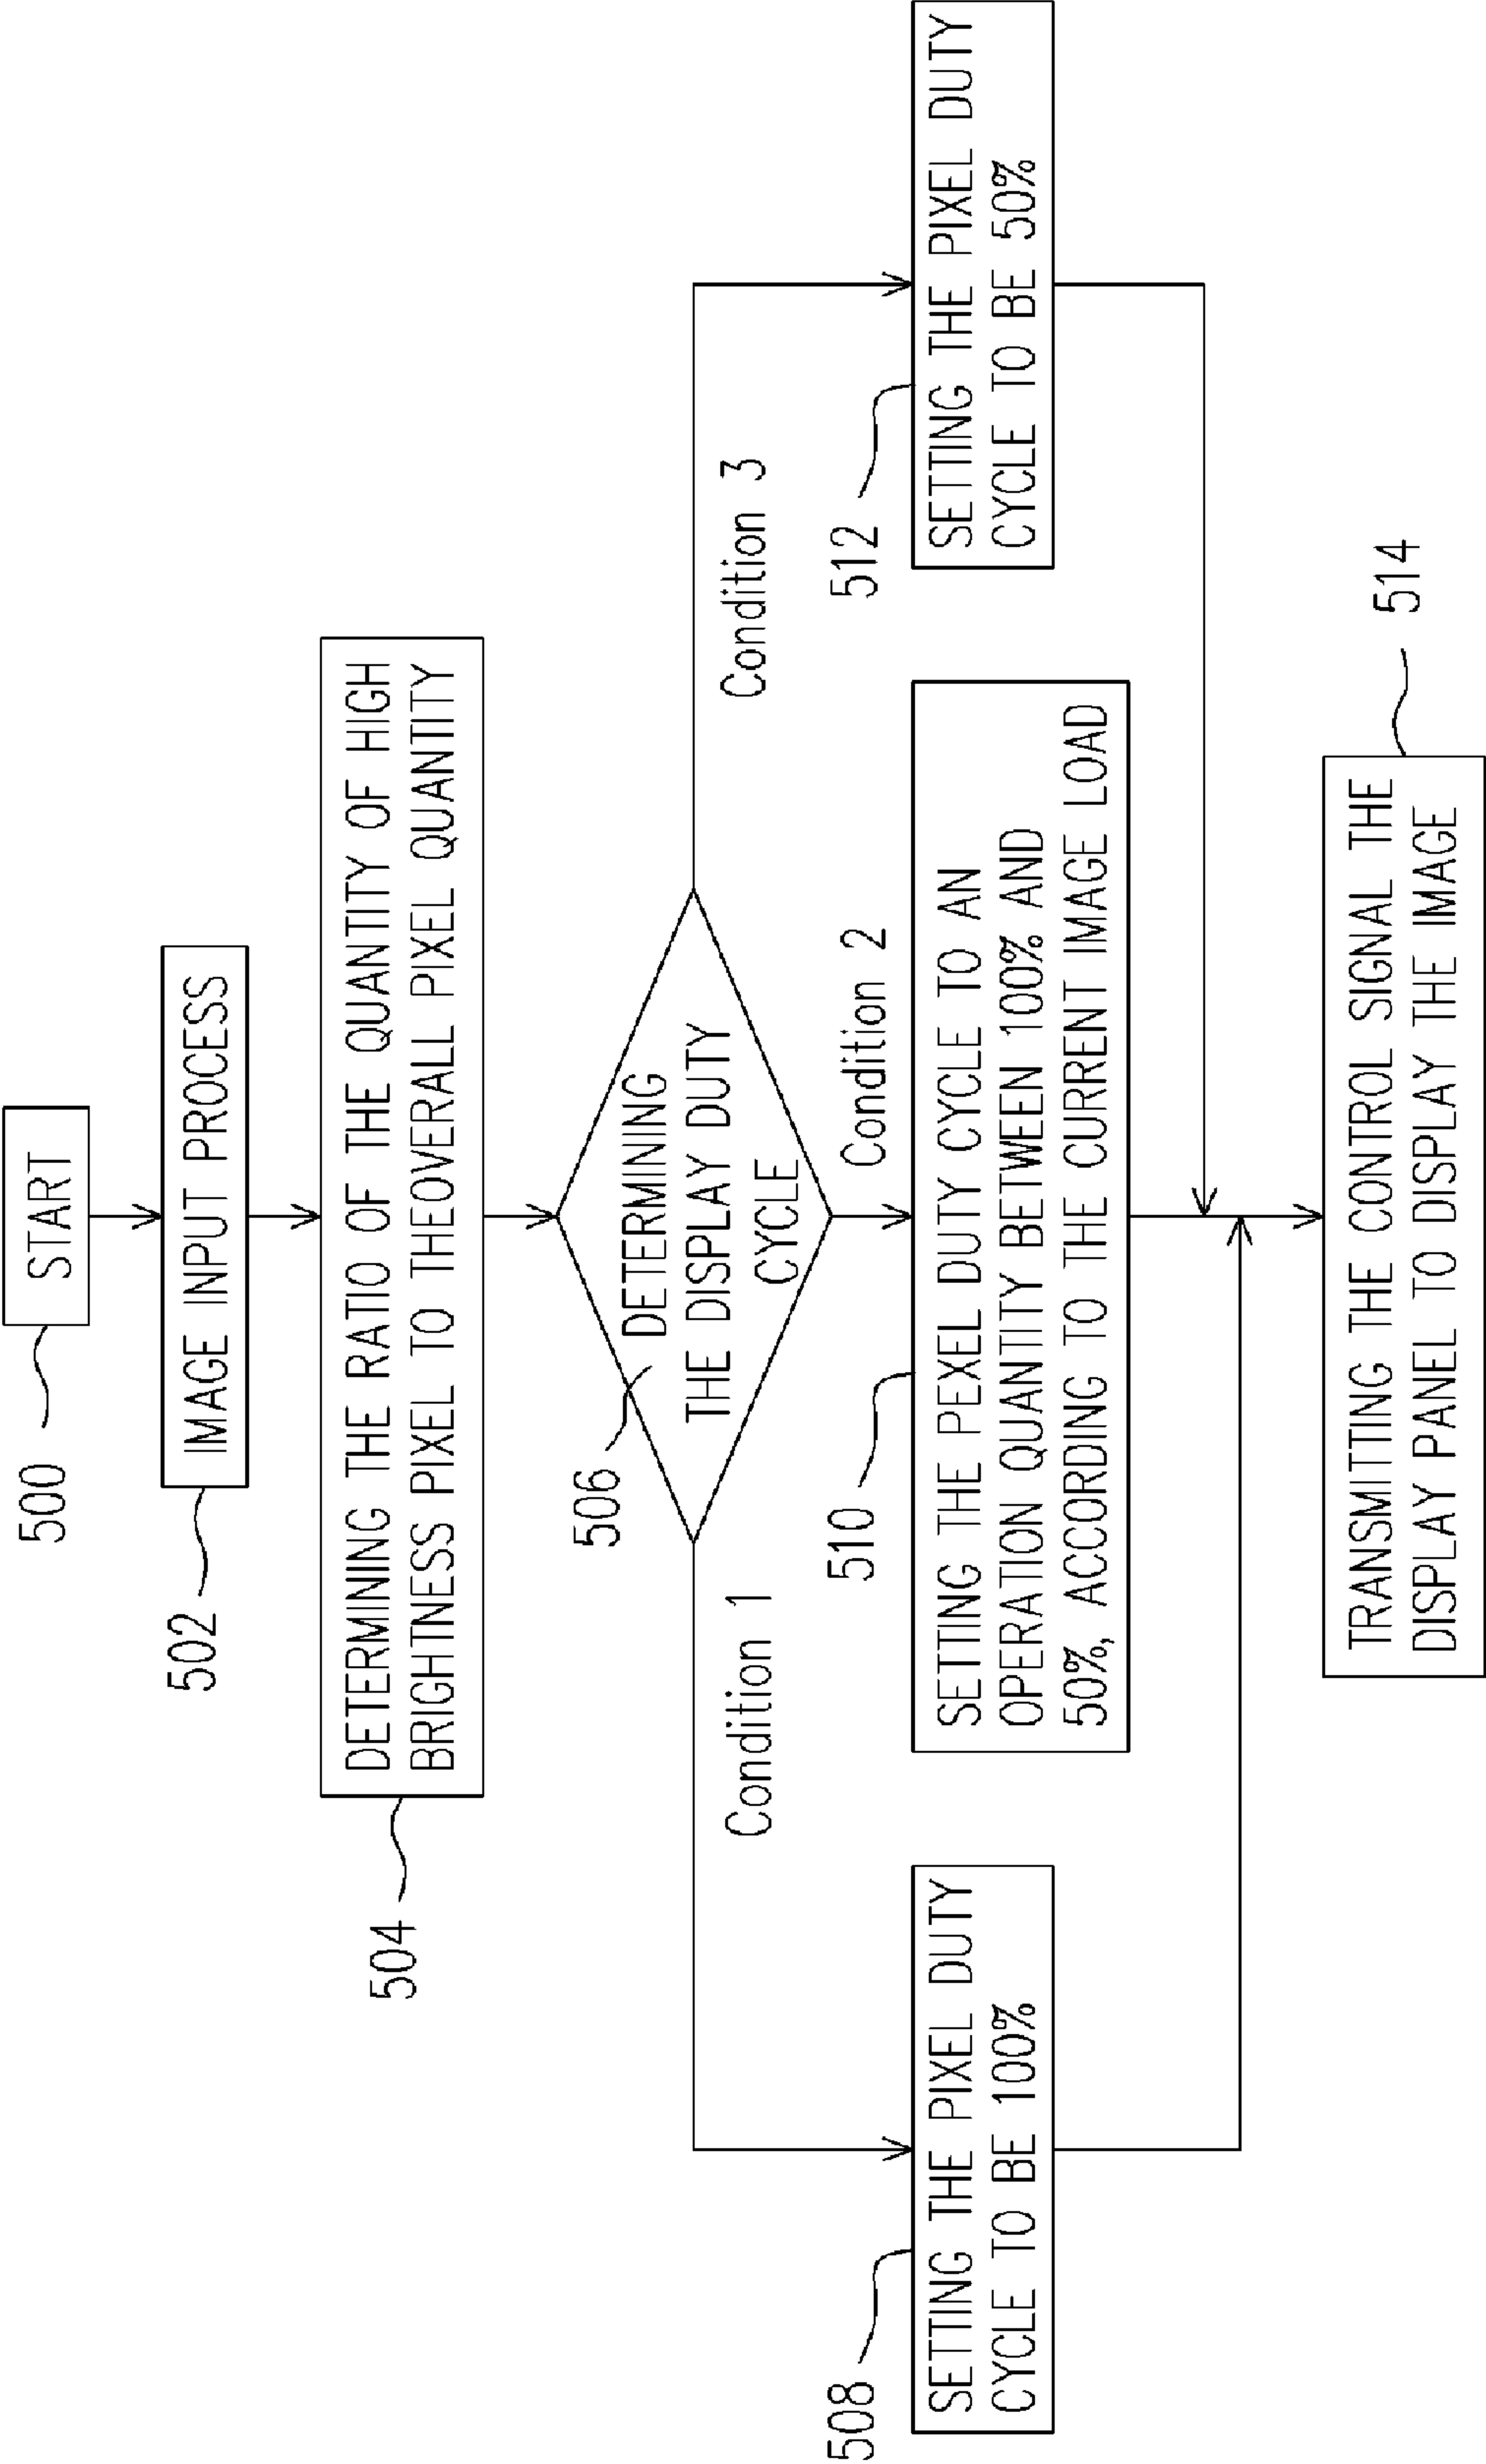 500
START
502
IMAGE INPUT PROCESS
504
DETERMINING THE RATIO OF THE QUANTITY OF HIGH
BRIGHTNESS PIXEL TO THEOVERALL PIXEL QUANTITY
506
DETERMINING
THE DISPLAY DUTY
CYCLE
Condition 1
Condition 2
Condition 3
508
SETTING THE PIXEL DUTY
CYCLE TO BE 100%
510
SETTING THE PEXEL DUTY CYCLE TO AN
OPERATION QUANTITY BETWEEN 100% AND
50%, ACCORDING TO THE CURRENT IMAGE LOAD
512
SETTING THE PIXEL DUTY
CYCLE TO BE 50%
514
TRANSMITTING THE CONTROL SIGNAL THE
DISPLAY PANEL TO DISPLAY THE IMAGE